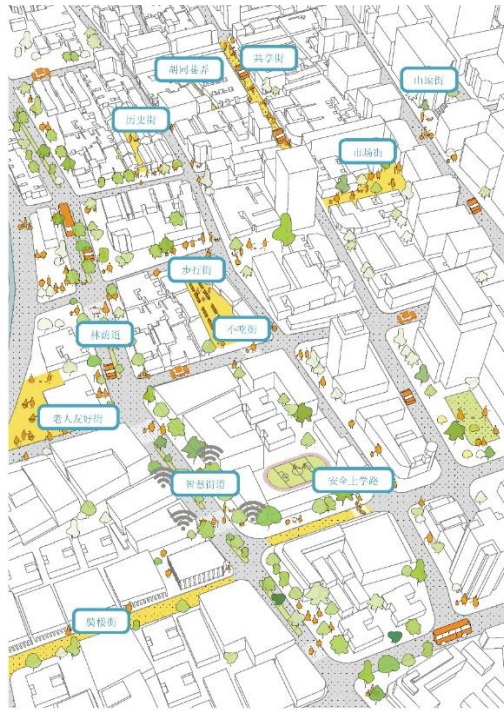 共享街
胡同巷弄
山城街
历史街
市场街
步行街
小吃街
林荫道
老人友好街
智慧街道
安全上学路
骑楼街